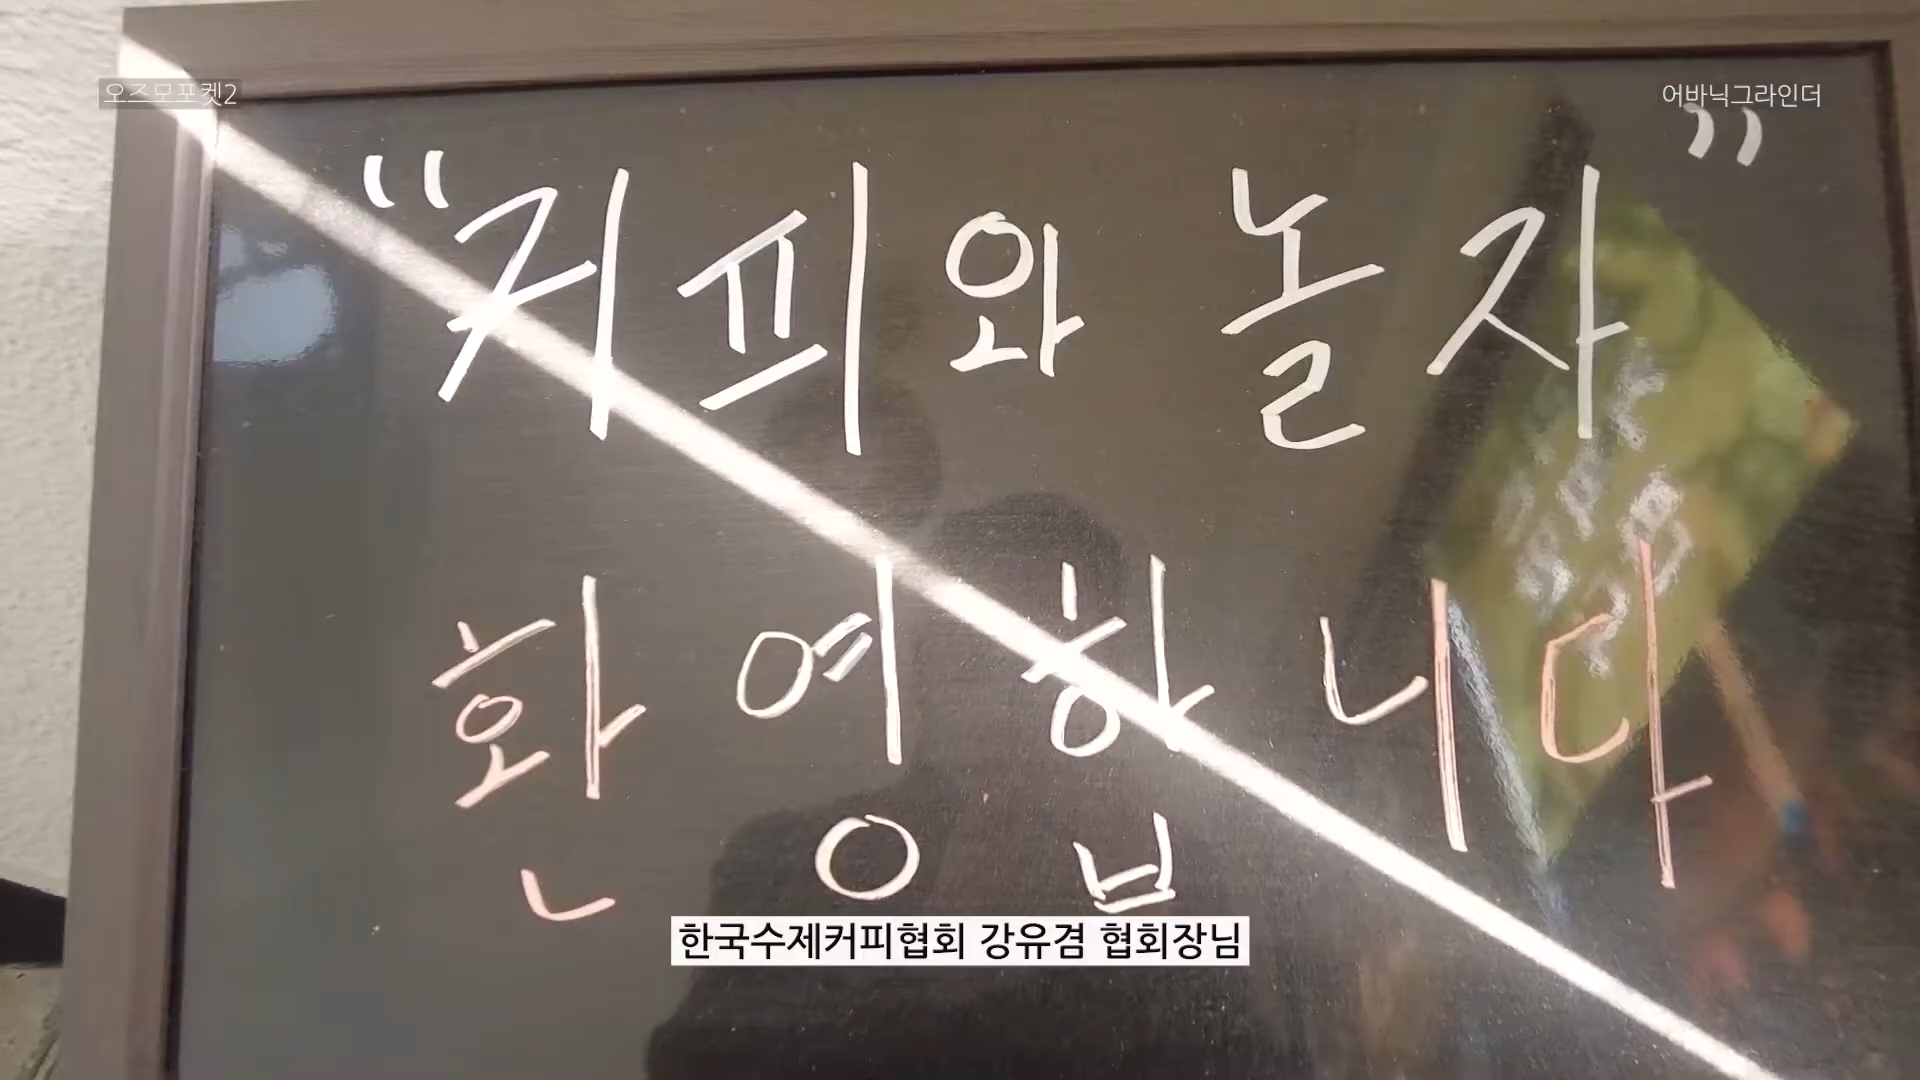 오즈모포켓2
어바닉그라인더
"커피와 놀자"
환영합니다
한국수제커피협회 강유겸 협회장님